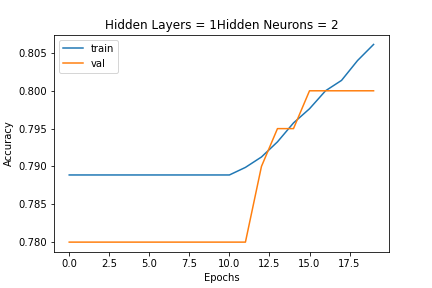 Hidden Layers = 1Hidden Neurons = 2
train
val
Accuracy
0.805
0.800
0.795
0.790
0.785
0.780
0.0 2.5 5.0 7.5 10.0 12.5 15.0 17.5
Epochs